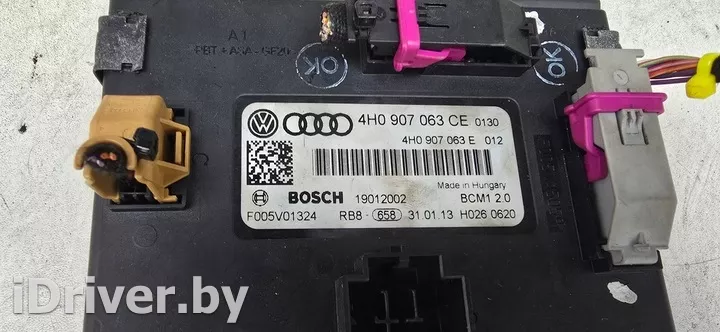 A1
PBT+ASA-GF20
OK
OK
4H0 907 063 CE 0130
4H0 907 063 E 012
Made in Hungary
BOSCH 19012002 BCM1 2.0
F005V01324 RB8- 658 31.01.13 H026 0620
iDriver.by